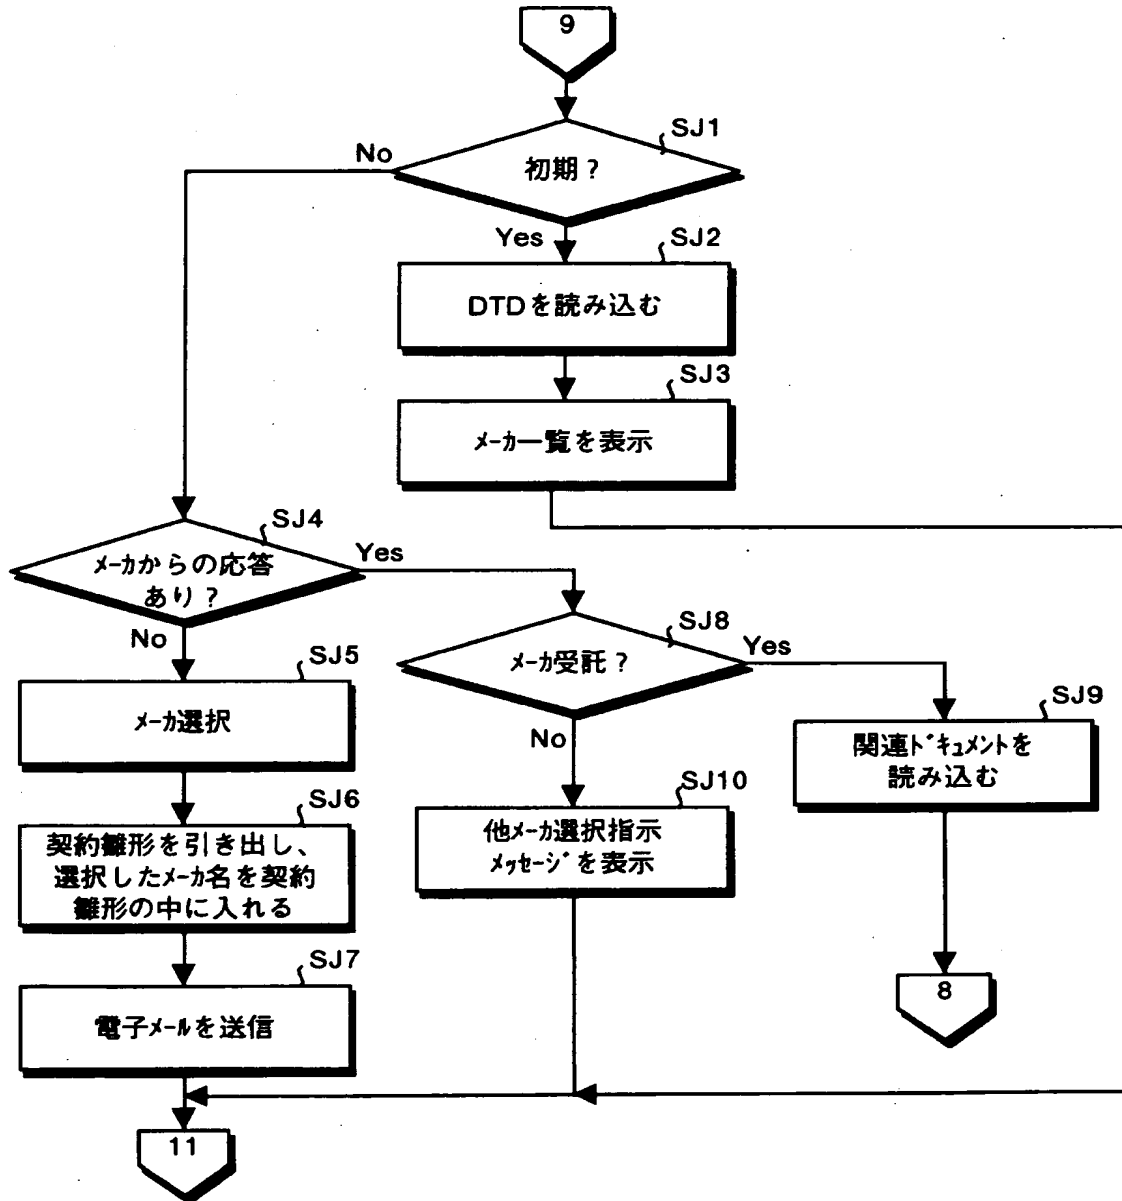 9
SJ1
No
初期？
Yes
SJ2
DTDを読み込む
SJ3
ﾒｰｶ一覧を表示
SJ4
ﾒｰｶからの応答
あり？
Yes
No
SJ8
ﾒｰｶ受託？
Yes
SJ5
ﾒｰｶ選択
SJ9
関連ﾄﾞｷｭﾒﾝﾄを
読み込む
No
SJ6
契約雛形を引き出し、
選択したﾒｰｶ名を契約
雛形の中に入れる
SJ10
他ﾒｰｶ選択指示
ﾒｯｾｰｼﾞを表示
SJ7
電子ﾒｰﾙを送信
8
11